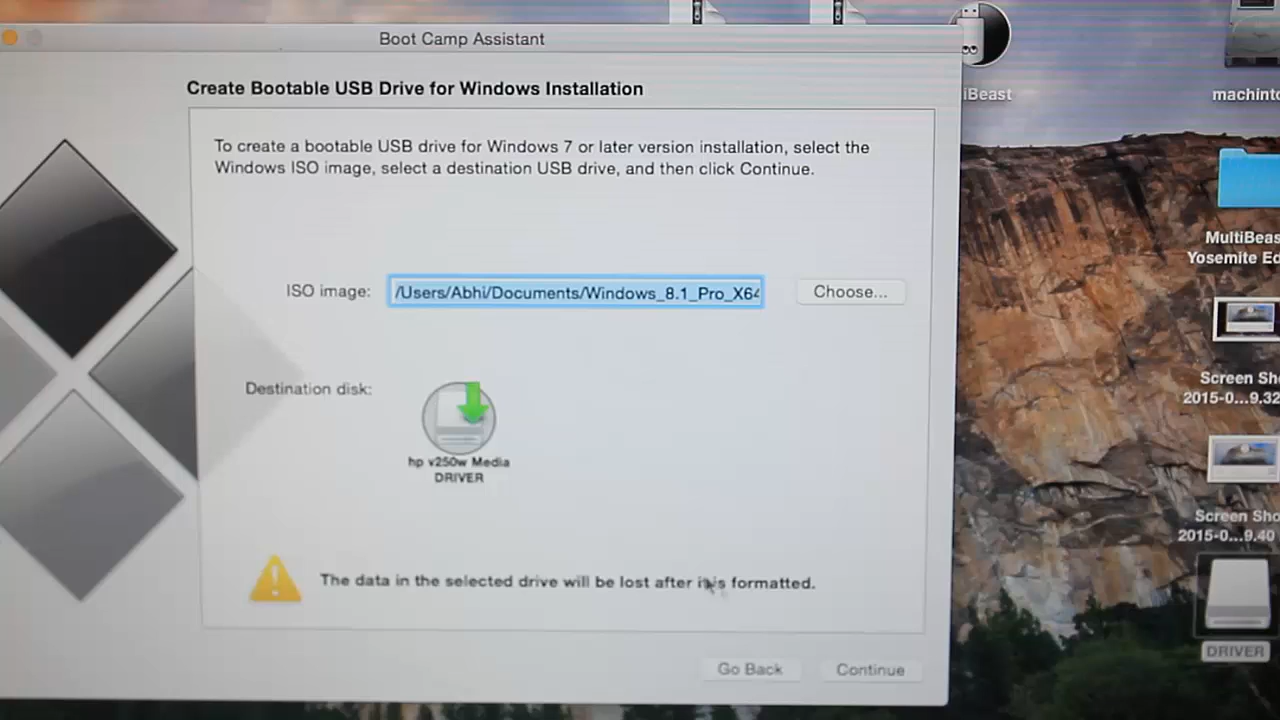 Boot Camp Assistant
Create Bootable USB Drive for Windows Installation
To create a bootable USB drive for Windows 7 or later version installation, select the
Windows ISO image, select a destination USB drive, and then click Continue.
ISO image:
/Users/Abhi/Documents/Windows_8.1_Pro_X64
Choose...
Destination disk:
hp v250w Media
DRIVER
The data in the selected drive will be lost after it is formatted.
Go Back
Continue
iBeast
machinto
MultiBeas
Yosemite Ed
Screen Sh
2015-0...9.32
Screen Sho
2015-0...9.40
DRIVER